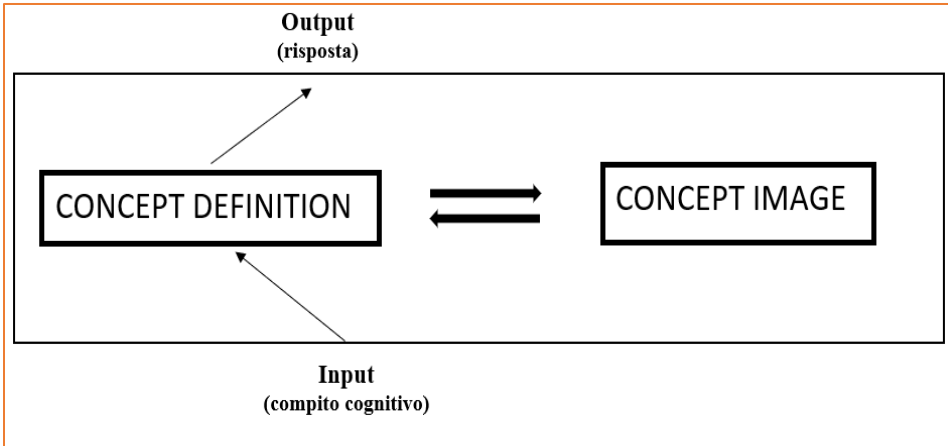 Output
(risposta)
CONCEPT DEFINITION
CONCEPT IMAGE
Input
(compito cognitivo)